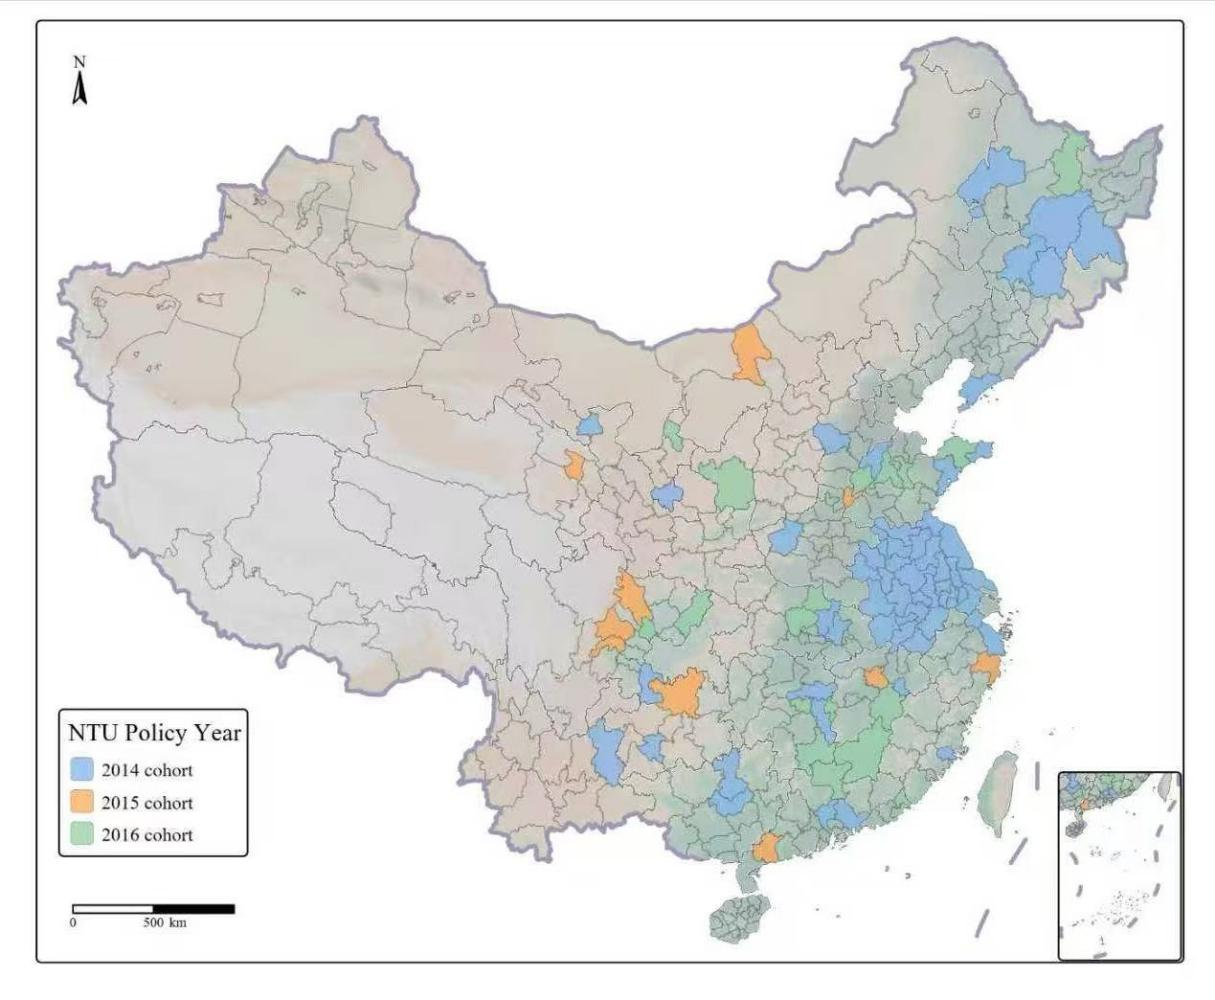 N
NTU Policy Year
2014 cohort
2015 cohort
2016 cohort
0 500 km